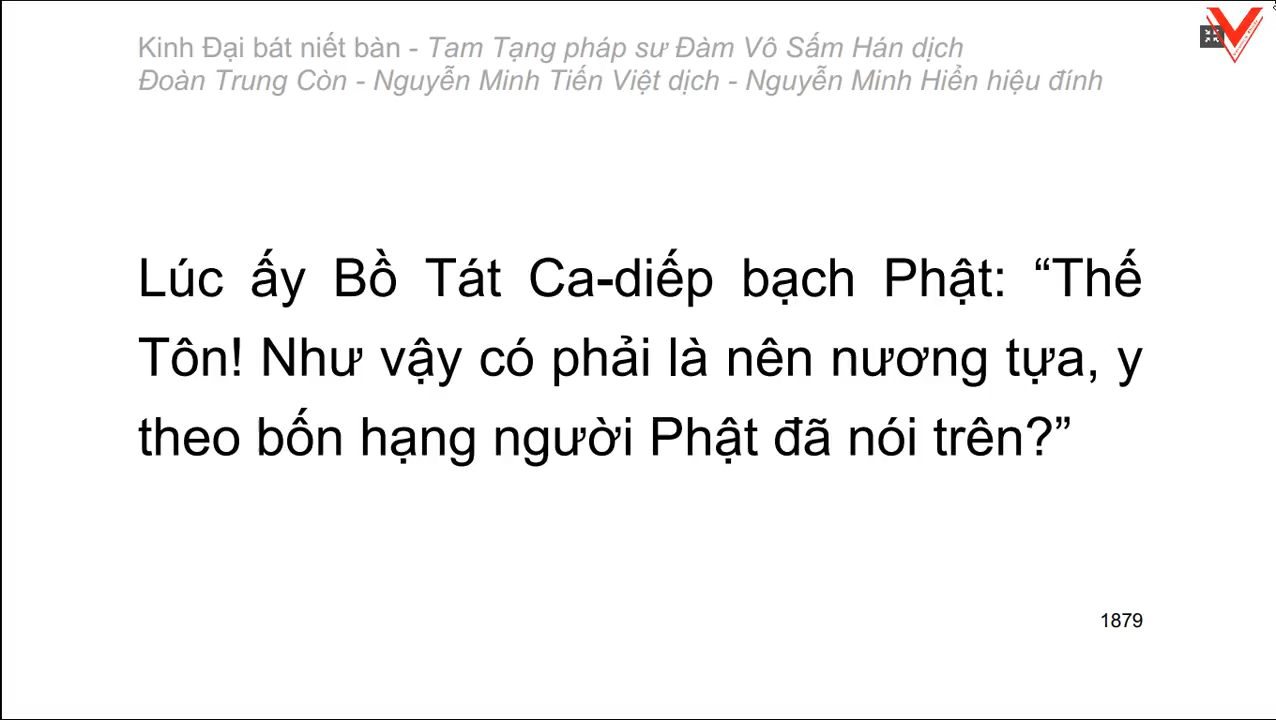 Kinh Đại bát niết bàn - Tam Tạng pháp sư Đàm Vô Sấm Hán dịch
Đoàn Trung Còn - Nguyễn Minh Tiến Việt dịch - Nguyễn Minh Hiển hiệu đính
Lúc ấy Bồ Tát Ca-diếp bạch Phật: “Thế
Tôn! Như vậy có phải là nên nương tựa, y
theo bốn hạng người Phật đã nói trên?”
1879